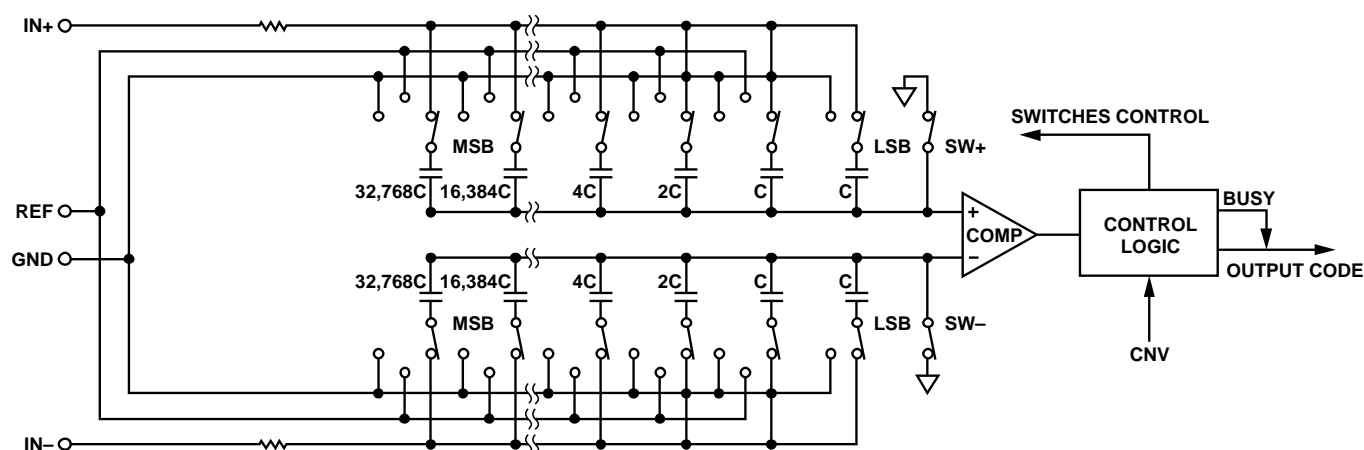 IN+
SWITCHES CONTROL
MSB
LSB
SW+
32,768C
16,384C
4C
2C
C
C
REF
BUSY
+
COMP
−
CONTROL
LOGIC
GND
OUTPUT CODE
32,768C
16,384C
4C
2C
C
C
MSB
LSB
SW−
CNV
IN−